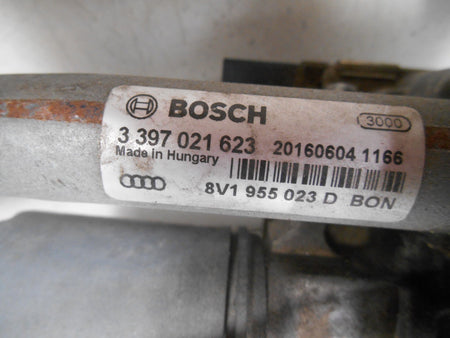 BOSCH 3000
3 397 021 623 20160604 1166
Made in Hungary
8V1 955 023 D BON